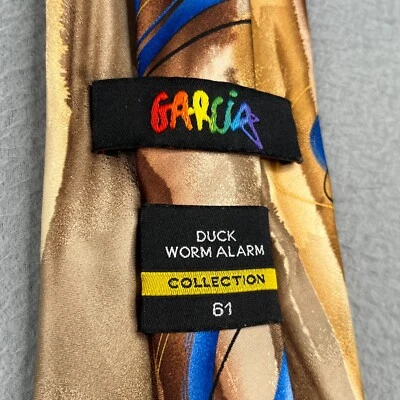 GARCIA
DUCK
WORM ALARM
COLLECTION
61